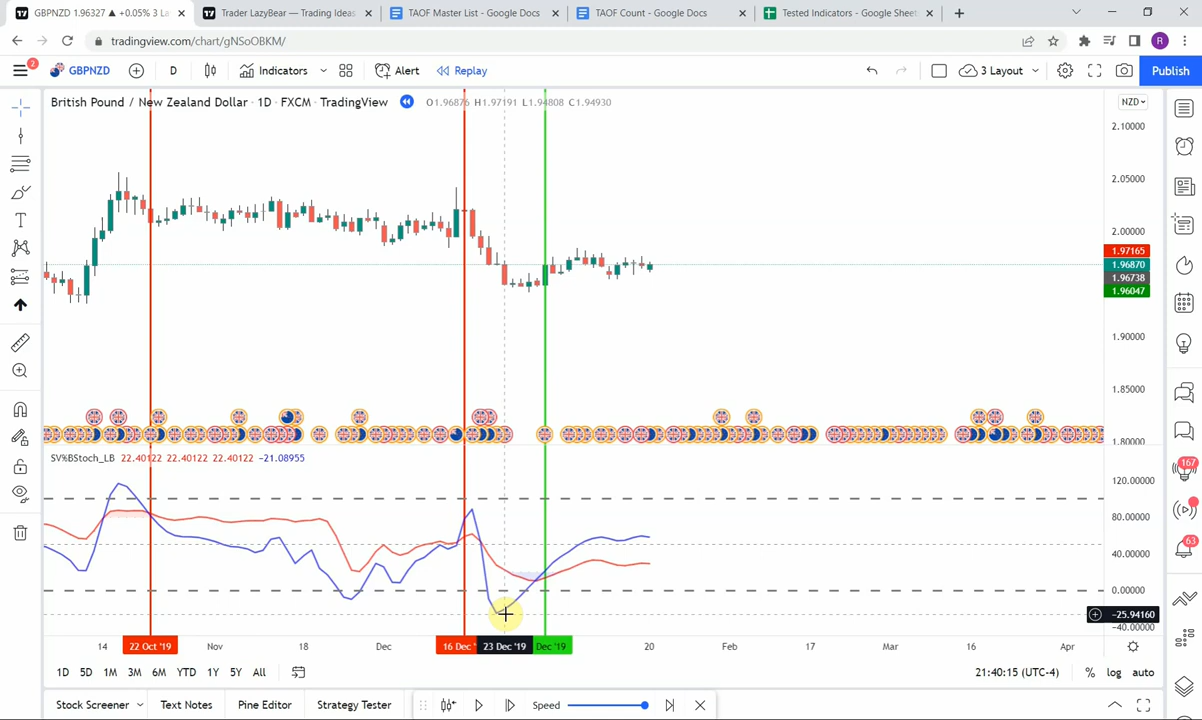 GBPNZD 1.96327 ▲ +0.05% 3 La
Trader LazyBear — Trading Ideas
TAOF Master List - Google Docs
TAOF Count - Google Docs
Tested Indicators - Google Sheet
tradingview.com/chart/gNSoOBKM/
R
2
GBPNZD
D
Indicators
Alert
Replay
3 Layout
Publish
British Pound / New Zealand Dollar · 1D · FXCM · TradingView
O1.96876 H1.97191 L1.94808 C1.94930
NZD
2.10000
2.05000
2.00000
1.97165
1.96870
1.96738
1.96047
1.90000
1.85000
1.80000
SV%BStoch_LB 22.40122 22.40122 22.40122 −21.08955
120.00000
80.00000
40.00000
0.00000
−25.94160
−40.00000
167
63
14
22 Oct '19
Nov
18
Dec
16 Dec '
23 Dec '19
Dec '19
20
Feb
17
Mar
16
Apr
1D 5D 1M 3M 6M YTD 1Y 5Y All
21:40:15 (UTC-4)
% log auto
Stock Screener
Text Notes
Pine Editor
Strategy Tester
Speed